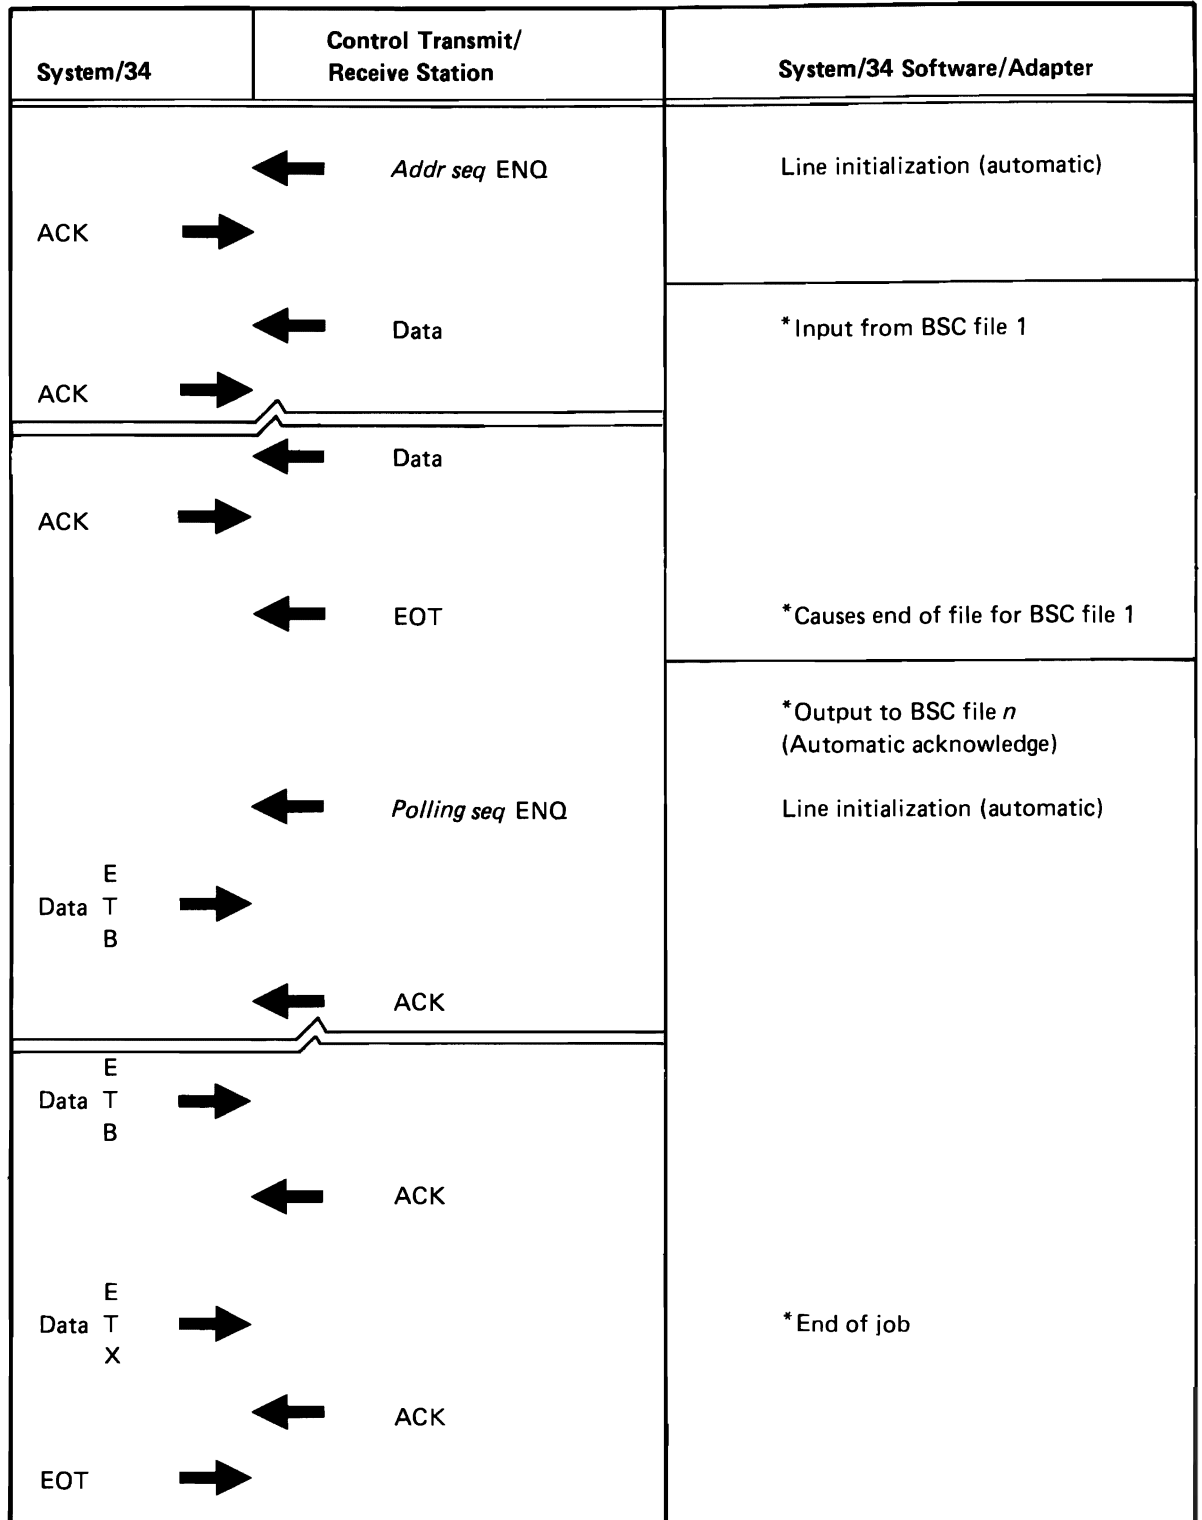 System/34
Control Transmit/
Receive Station
System/34 Software/Adapter
Addr seq ENQ
Line initialization (automatic)
ACK
Data
*Input from BSC file 1
ACK
Data
ACK
EOT
*Causes end of file for BSC file 1
*Output to BSC file n
(Automatic acknowledge)
Polling seq ENQ
Line initialization (automatic)
E
Data T
B
ACK
E
Data T
B
ACK
E
Data T
X
*End of job
ACK
EOT